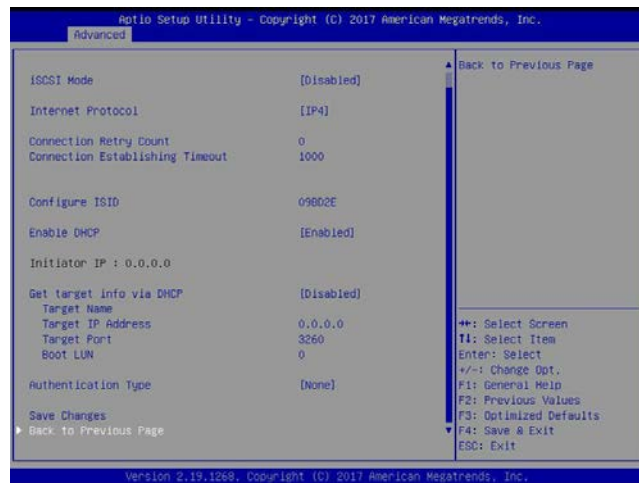 Aptio Setup Utility - Copyright (C) 2017 American Megatrends, Inc.
Advanced
iSCSI Mode [Disabled]
Internet Protocol [IP4]
Connection Retry Count 0
Connection Establishing Timeout 1000
Configure ISID 09BD2E
Enable DHCP [Enabled]
Initiator IP : 0.0.0.0
Get target info via DHCP [Disabled]
Target Name
Target IP Address 0.0.0.0
Target Port 3260
Boot LUN 0
Authentication Type [None]
Save Changes
Back to Previous Page
Back to Previous Page
→←: Select Screen
↑↓: Select Item
Enter: Select
+/-: Change Opt.
F1: General Help
F2: Previous Values
F3: Optimized Defaults
F4: Save & Exit
ESC: Exit
Version 2.19.1268. Copyright (C) 2017 American Megatrends, Inc.